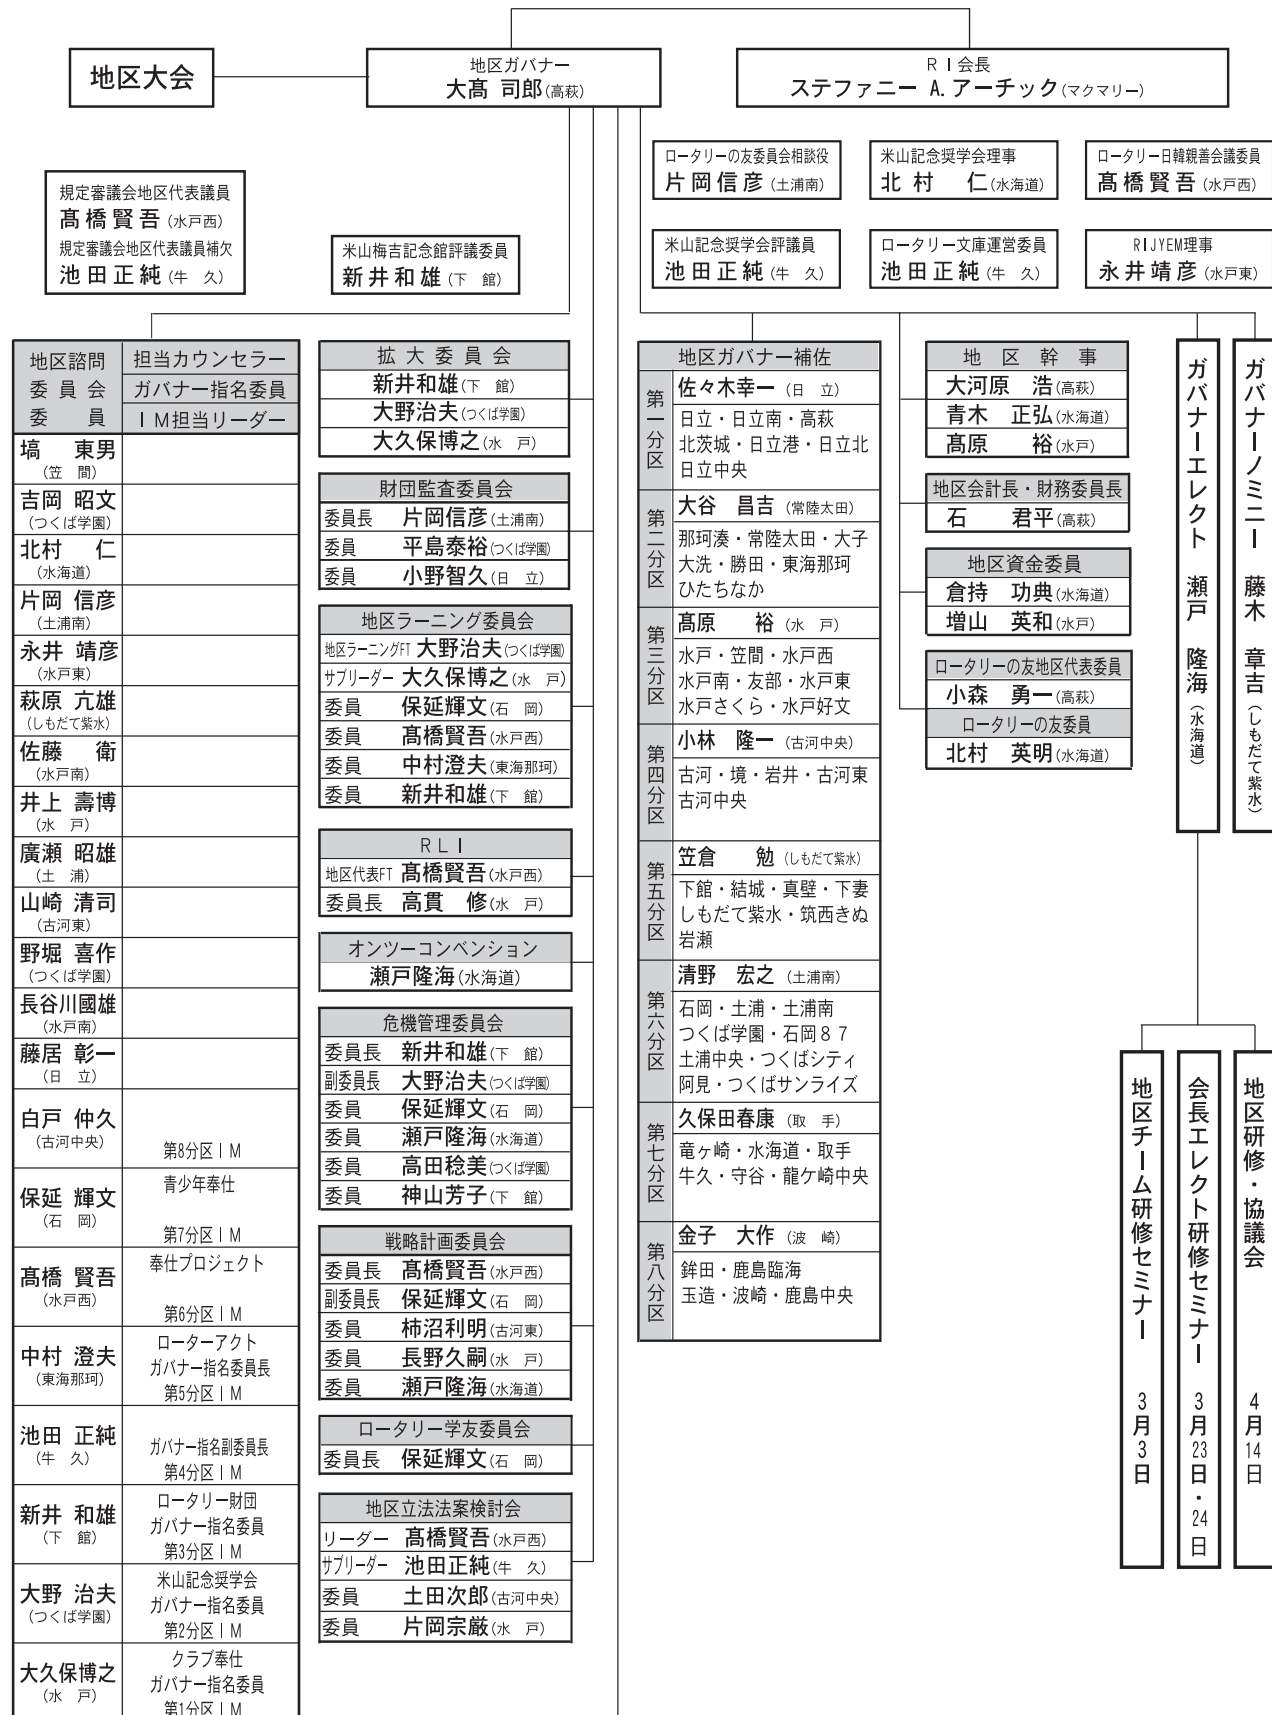 地区大会
地区ガバナー
大髙 司郎(高萩)
ＲＩ会長
ステファニー A.アーチック(マクマリー)
規定審議会地区代表議員
髙橋賢吾(水戸西)
規定審議会地区代表議員補欠
池田正純(牛 久)
米山梅吉記念館評議委員
新井和雄(下 館)
ロータリーの友委員会相談役
片岡信彦(土浦南)
米山記念奨学会理事
北村 仁(水海道)
ロータリー日韓親善会議委員
髙橋賢吾(水戸西)
米山記念奨学会評議員
池田正純(牛 久)
ロータリー文庫運営委員
池田正純(牛 久)
RIJYEM理事
永井靖彦(水戸東)
地区諮問
委員会
委員
担当カウンセラー
ガバナー指名委員
ＩＭ担当リーダー
塙 東男
(笠 間)
吉岡 昭文
(つくば学園)
北村 仁
(水海道)
片岡 信彦
(土浦南)
永井 靖彦
(水戸東)
萩原 亢雄
(しもだて紫水)
佐藤 衛
(水戸南)
井上 壽博
(水 戸)
廣瀬 昭雄
(土 浦)
山崎 清司
(古河東)
野堀 喜作
(つくば学園)
長谷川國雄
(水戸南)
藤居 彰一
(日 立)
白戸 仲久
(古河中央)
第8分区ＩＭ
保延 輝文
(石 岡)
青少年奉仕
第7分区ＩＭ
髙橋 賢吾
(水戸西)
奉仕プロジェクト
第6分区ＩＭ
中村 澄夫
(東海那珂)
ローターアクト
ガバナー指名委員長
第5分区ＩＭ
池田 正純
(牛 久)
ガバナー指名副委員長
第4分区ＩＭ
新井 和雄
(下 館)
ロータリー財団
ガバナー指名委員
第3分区ＩＭ
大野 治夫
(つくば学園)
米山記念奨学会
ガバナー指名委員
第2分区ＩＭ
大久保博之
(水 戸)
クラブ奉仕
ガバナー指名委員
第1分区ＩＭ
拡大委員会
新井和雄(下 館)
大野治夫(つくば学園)
大久保博之(水 戸)
財団監査委員会
委員長 片岡信彦(土浦南)
委員 平島泰裕(つくば学園)
委員 小野智久(日 立)
地区ラーニング委員会
地区ラーニングFT 大野治夫(つくば学園)
サブリーダー 大久保博之(水 戸)
委員 保延輝文(石 岡)
委員 髙橋賢吾(水戸西)
委員 中村澄夫(東海那珂)
委員 新井和雄(下 館)
ＲＬＩ
地区代表FT 髙橋賢吾(水戸西)
委員長 高貫 修(水 戸)
オンツーコンベンション
瀬戸隆海(水海道)
危機管理委員会
委員長 新井和雄(下 館)
副委員長 大野治夫(つくば学園)
委員 保延輝文(石 岡)
委員 瀬戸隆海(水海道)
委員 高田稔美(つくば学園)
委員 神山芳子(下 館)
戦略計画委員会
委員長 髙橋賢吾(水戸西)
副委員長 保延輝文(石 岡)
委員 柿沼利明(古河東)
委員 長野久嗣(水 戸)
委員 瀬戸隆海(水海道)
ロータリー学友委員会
委員長 保延輝文(石 岡)
地区立法法案検討会
リーダー 髙橋賢吾(水戸西)
サブリーダー 池田正純(牛 久)
委員 土田次郎(古河中央)
委員 片岡宗厳(水 戸)
地区ガバナー補佐
第一分区
佐々木幸一(日 立)
日立・日立南・高萩
北茨城・日立港・日立北
日立中央
第二分区
大谷 昌吉(常陸太田)
那珂湊・常陸太田・大子
大洗・勝田・東海那珂
ひたちなか
第三分区
髙原 裕(水 戸)
水戸・笠間・水戸西
水戸南・友部・水戸東
水戸さくら・水戸好文
第四分区
小林 隆一(古河中央)
古河・境・岩井・古河東
古河中央
第五分区
笠倉 勉(しもだて紫水)
下館・結城・真壁・下妻
しもだて紫水・筑西きぬ
岩瀬
第六分区
清野 宏之(土浦南)
石岡・土浦・土浦南
つくば学園・石岡８７
土浦中央・つくばシティ
阿見・つくばサンライズ
第七分区
久保田春康(取 手)
竜ヶ崎・水海道・取手
牛久・守谷・龍ケ崎中央
第八分区
金子 大作(波 崎)
鉾田・鹿島臨海
玉造・波崎・鹿島中央
地区幹事
大河原 浩(高萩)
青木 正弘(水海道)
髙原 裕(水戸)
地区会計長・財務委員長
石 君平(高萩)
地区資金委員
倉持 功典(水海道)
増山 英和(水戸)
ロータリーの友地区代表委員
小森 勇一(高萩)
ロータリーの友委員
北村 英明(水海道)
ガバナーエレクト 瀬戸 隆海(水海道)
ガバナーノミニー 藤木 章吉(しもだて紫水)
地区チーム研修セミナー 3月3日
会長エレクト研修セミナー 3月23日・24日
地区研修・協議会 4月14日